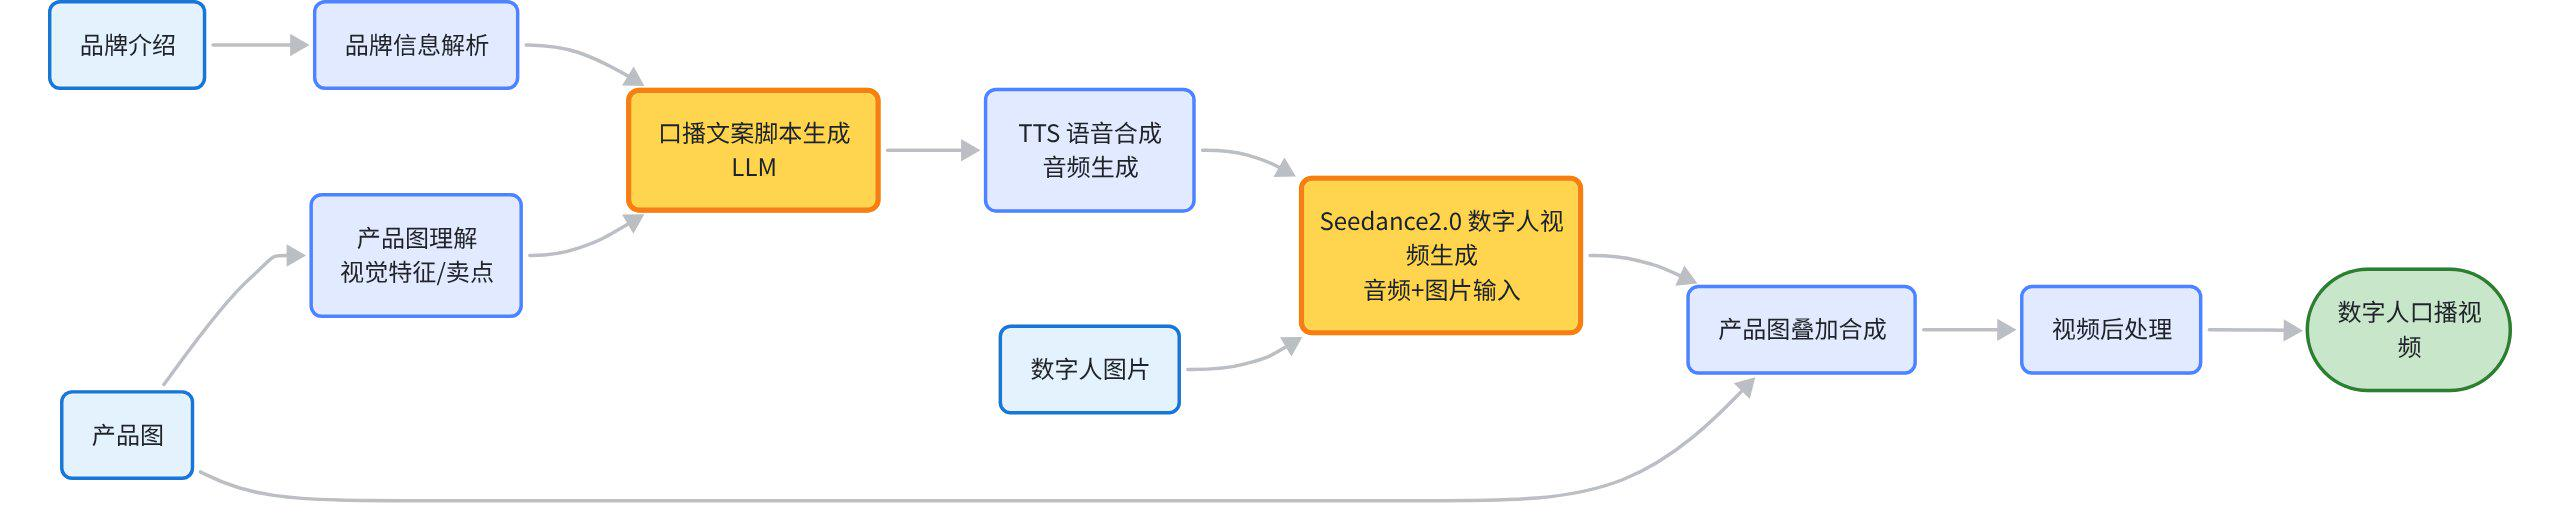 品牌介绍
品牌信息解析
口播文案脚本生成
LLM
TTS 语音合成
音频生成
产品图理解
视觉特征/卖点
Seedance2.0 数字人视
频生成
音频+图片输入
数字人图片
产品图
产品图叠加合成
视频后处理
数字人口播视
频